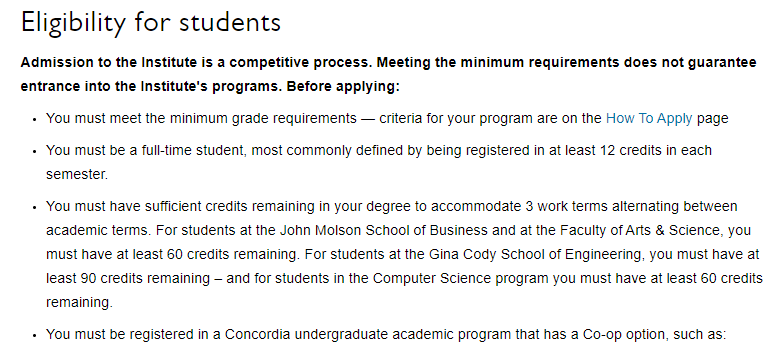 Eligibility for students
Admission to the Institute is a competitive process. Meeting the minimum requirements does not guarantee
entrance into the Institute's programs. Before applying:
• You must meet the minimum grade requirements — criteria for your program are on the How To Apply page
• You must be a full-time student, most commonly defined by being registered in at least 12 credits in each
semester.
• You must have sufficient credits remaining in your degree to accommodate 3 work terms alternating between
academic terms. For students at the John Molson School of Business and at the Faculty of Arts & Science, you
must have at least 60 credits remaining. For students at the Gina Cody School of Engineering, you must have at
least 90 credits remaining – and for students in the Computer Science program you must have at least 60 credits
remaining.
• You must be registered in a Concordia undergraduate academic program that has a Co-op option, such as: